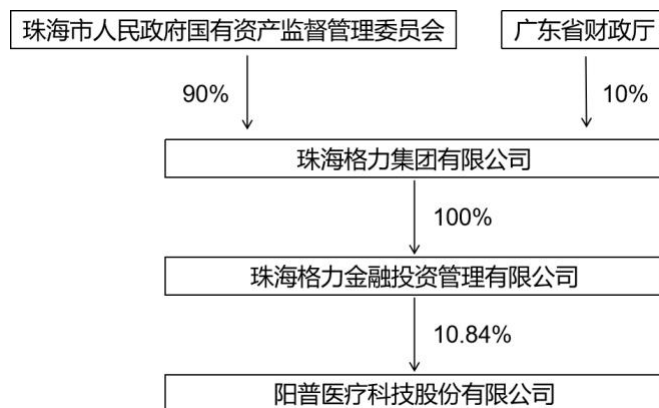 珠海市人民政府国有资产监督管理委员会
广东省财政厅
90%
10%
珠海格力集团有限公司
100%
珠海格力金融投资管理有限公司
10.84%
阳普医疗科技股份有限公司